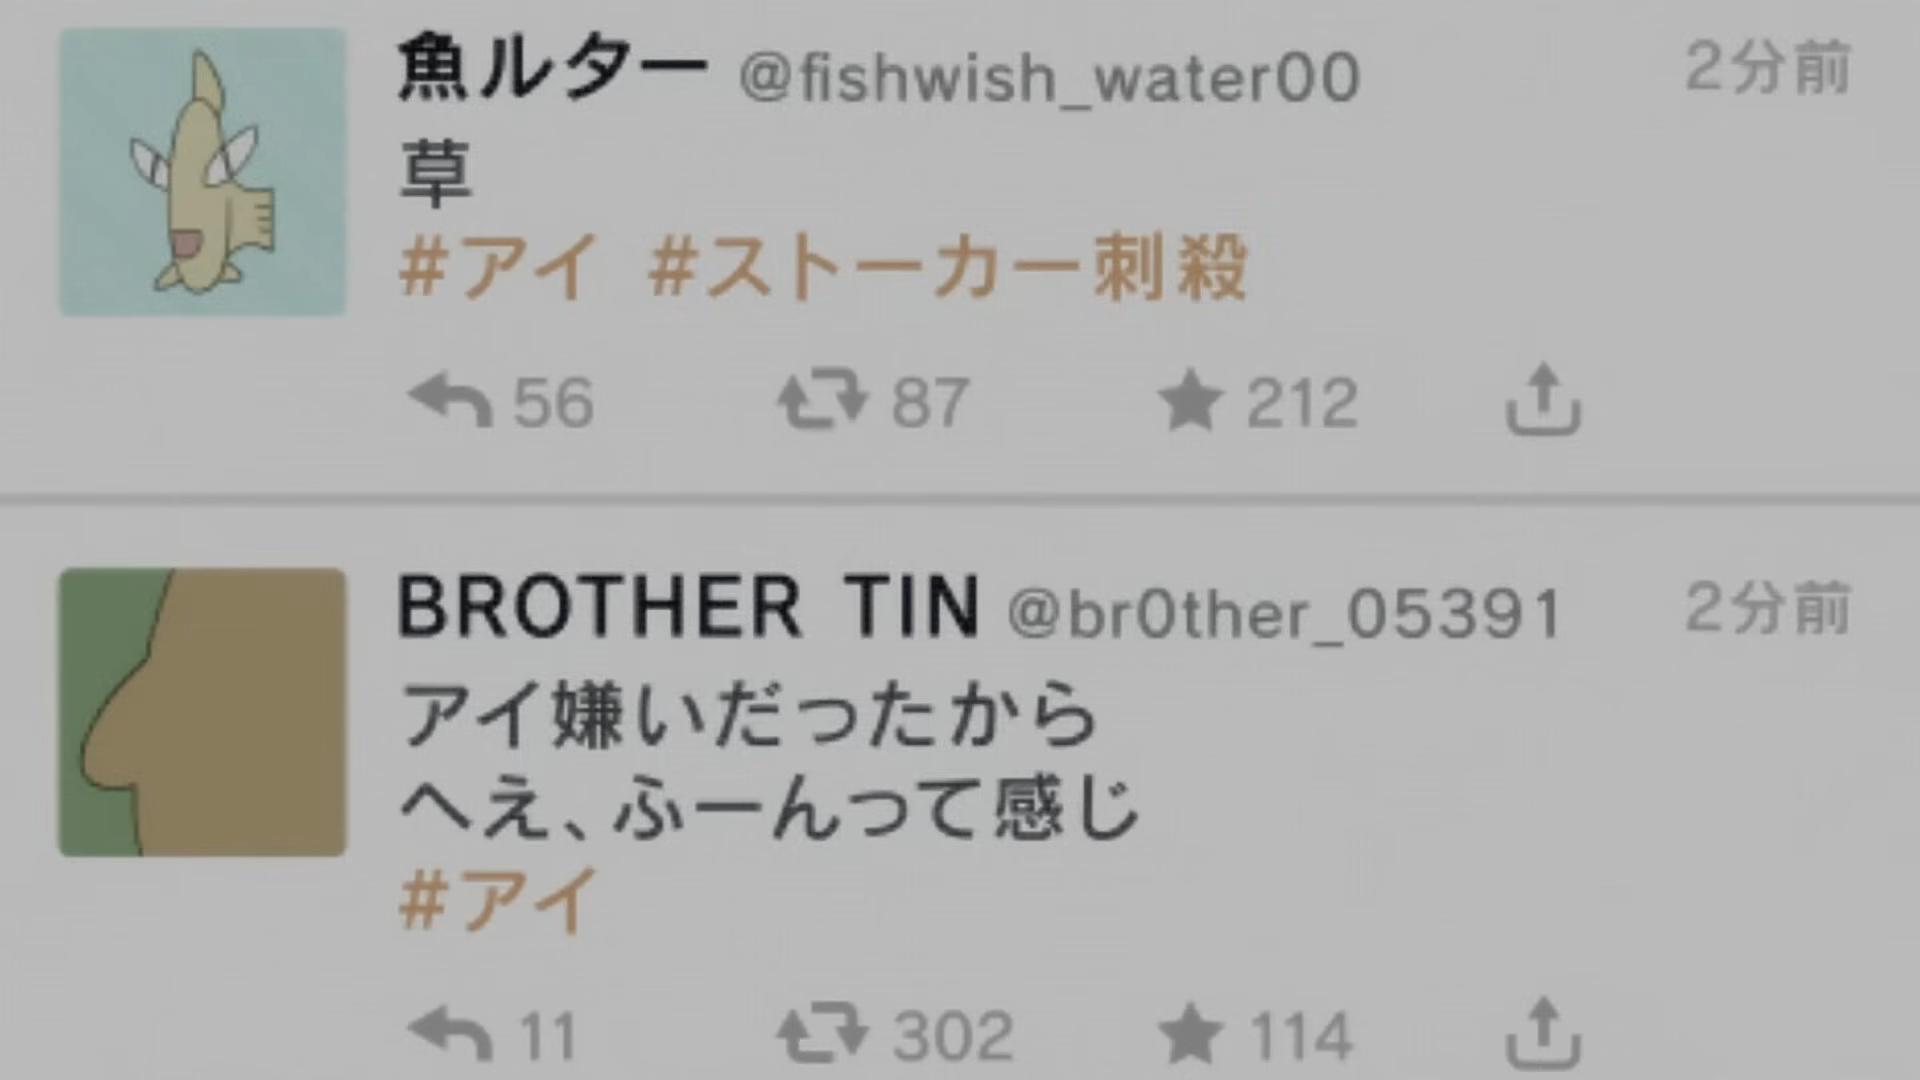 魚ルター @fishwish_water00 2分前
草
#アイ #ストーカー刺殺
56 87 212
BROTHER TIN @br0ther_05391 2分前
アイ嫌いだったから
へえ、ふーんって感じ
#アイ
11 302 114